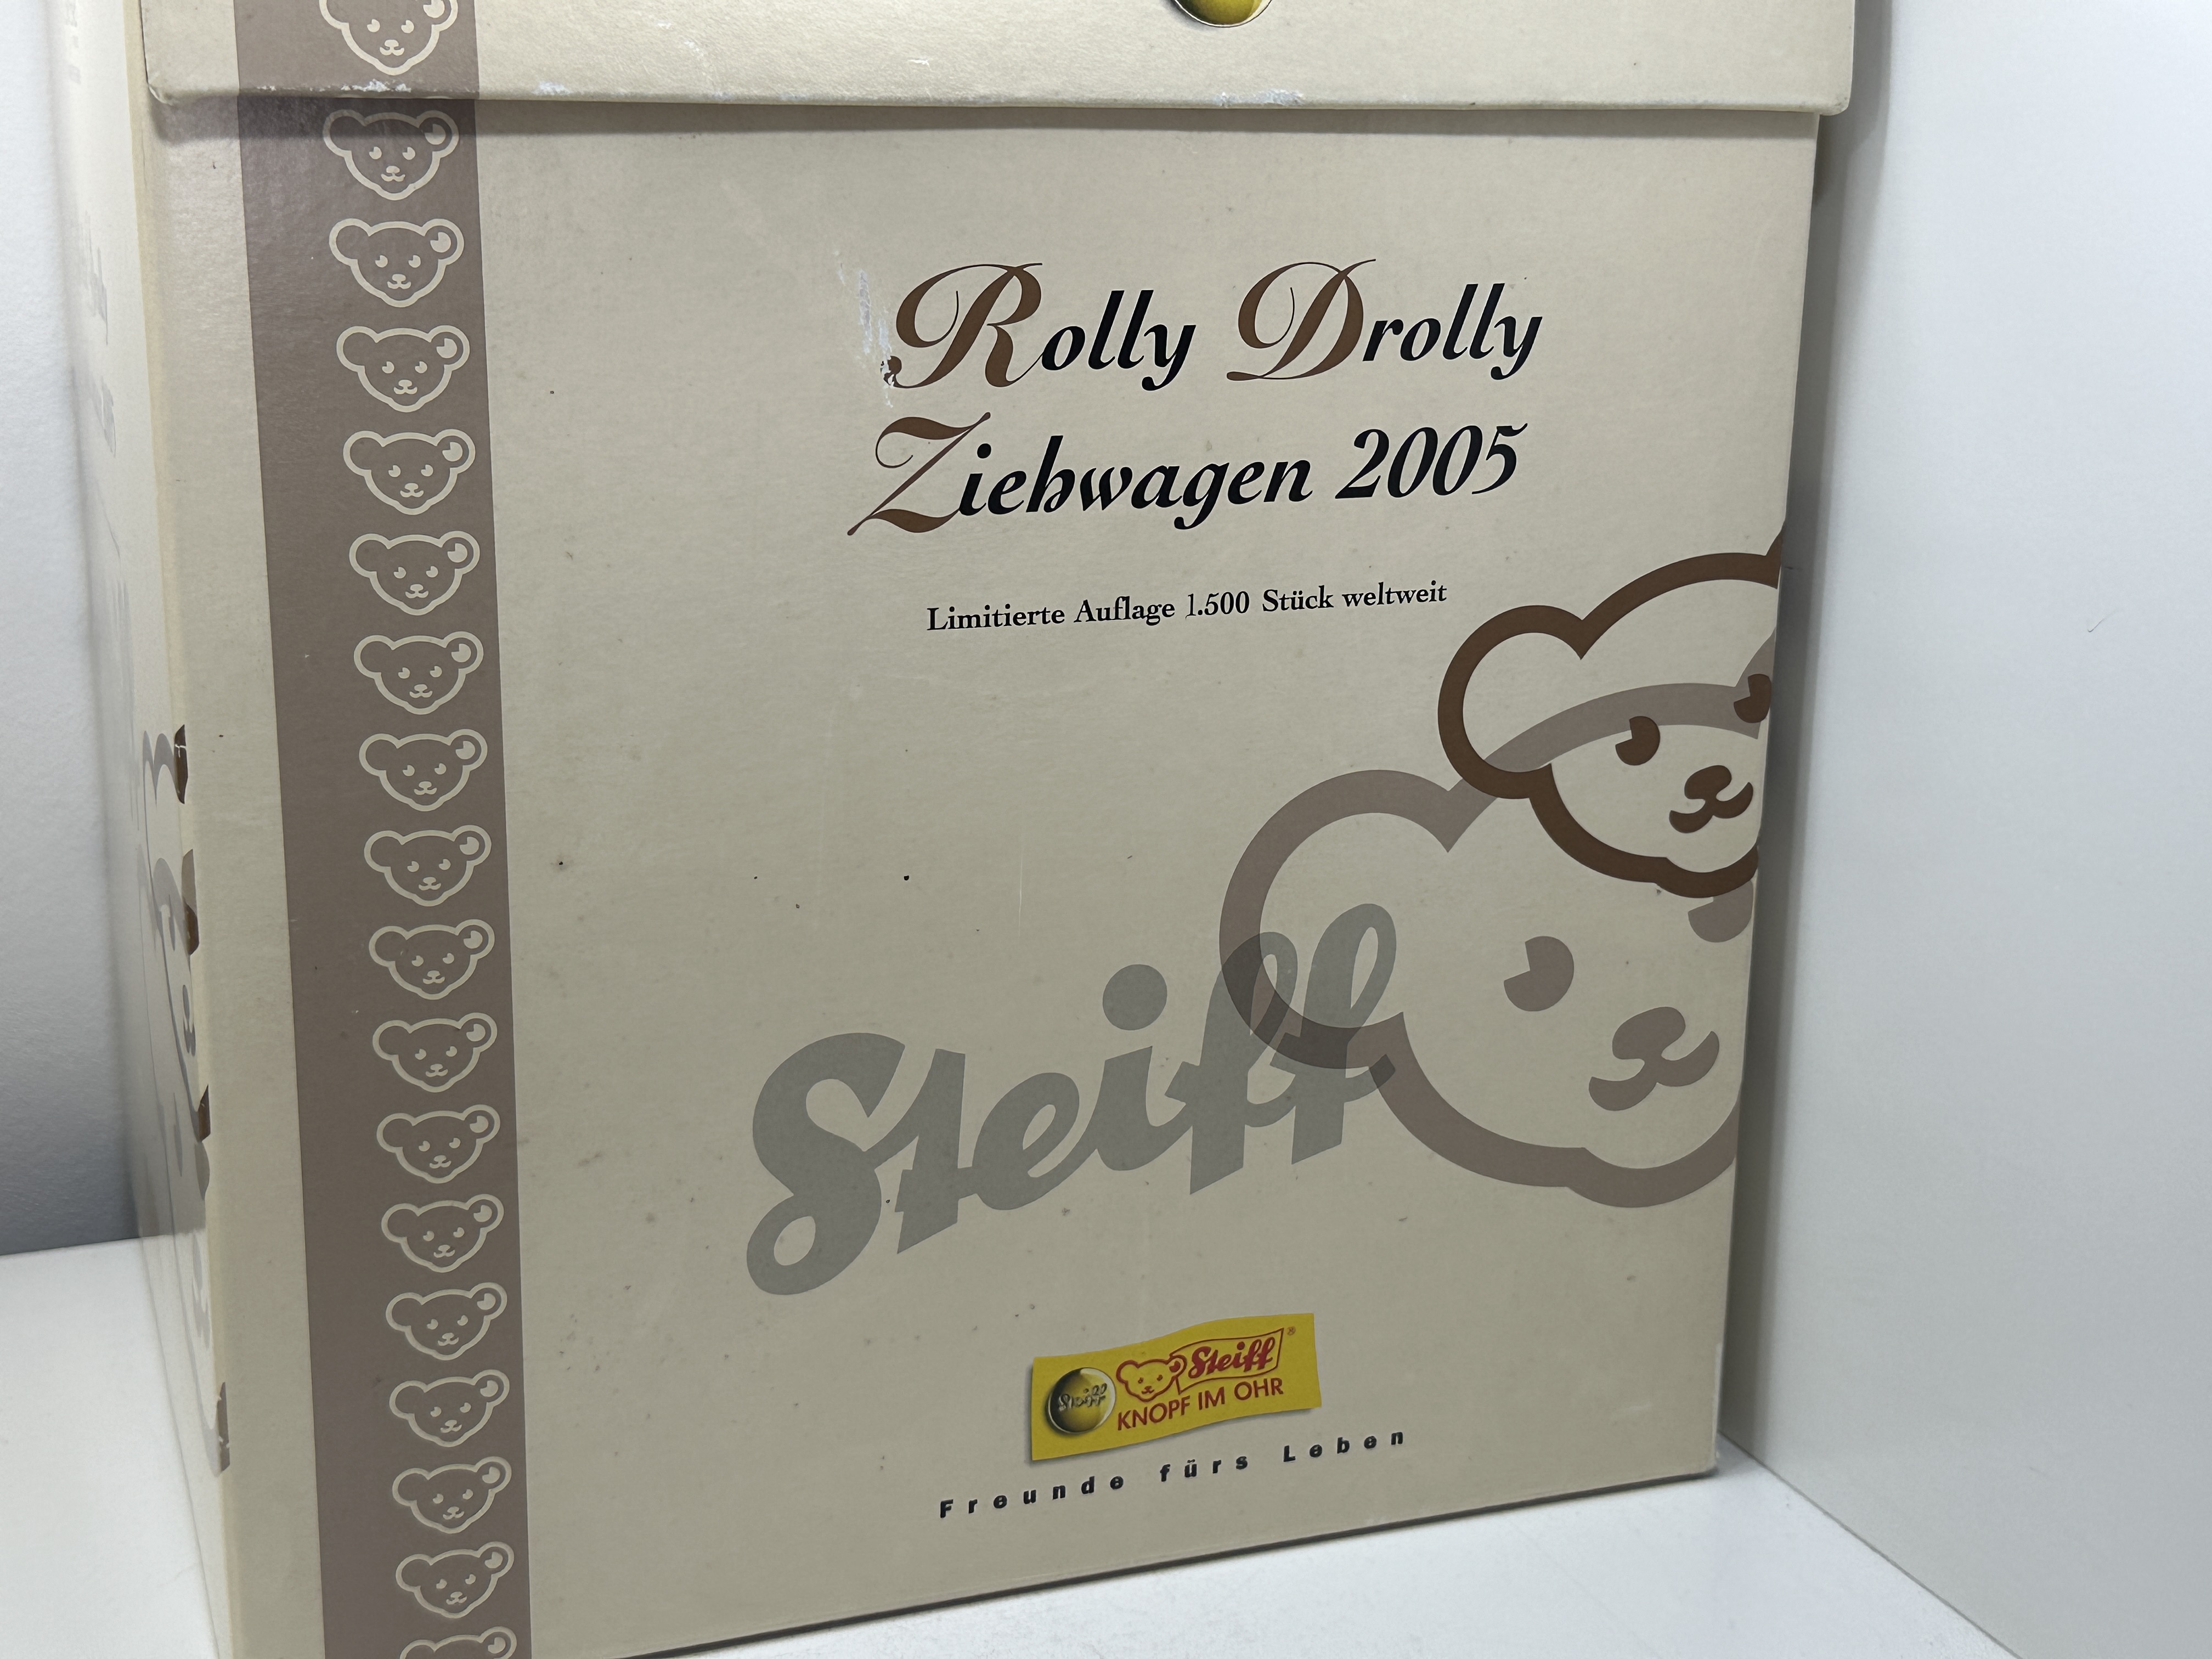 Rolly Drolly
Ziehwagen 2005
Limitierte Auflage 1.500 Stück weltweit
Steiff
Steiff
Steiff®
KNOPF IM OHR
Freunde fürs Leben